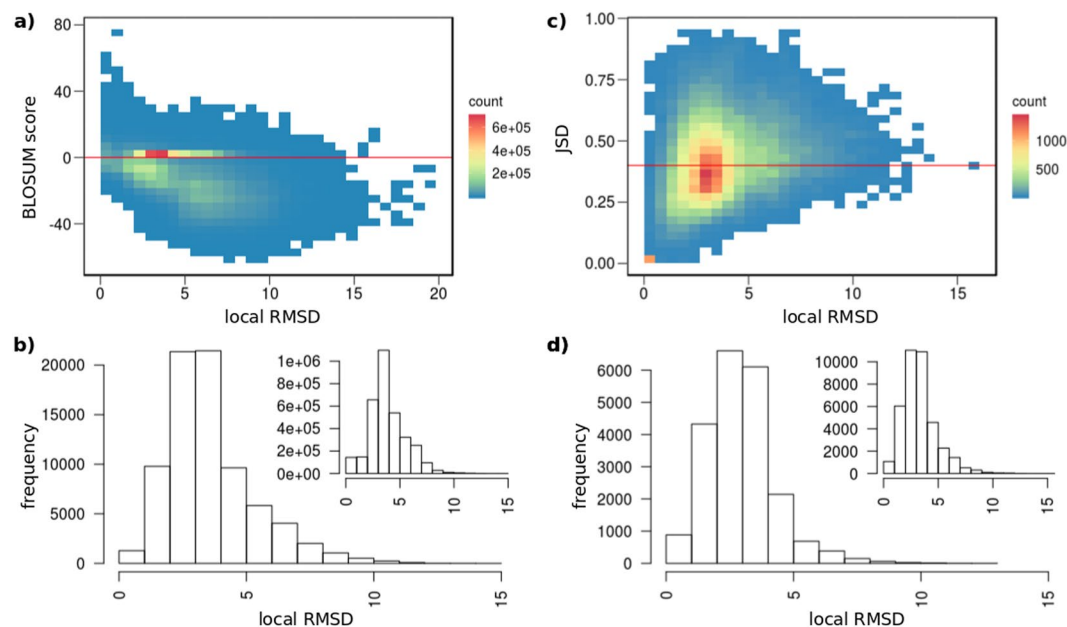 a)
80
40
0
-40
BLOSUM score
0 5 10 15 20
local RMSD
count
6e+05
4e+05
2e+05
c)
1.00
0.75
0.50
0.25
0.00
JSD
0 5 10 15
local RMSD
count
1000
500
b)
20000
15000
10000
5000
0
frequency
0 5 10 15
local RMSD
1e+06
8e+05
6e+05
4e+05
2e+05
0e+00
0 5 10 15
d)
6000
5000
4000
3000
2000
1000
0
frequency
0 5 10 15
local RMSD
10000
8000
6000
4000
2000
0
0 5 10 15